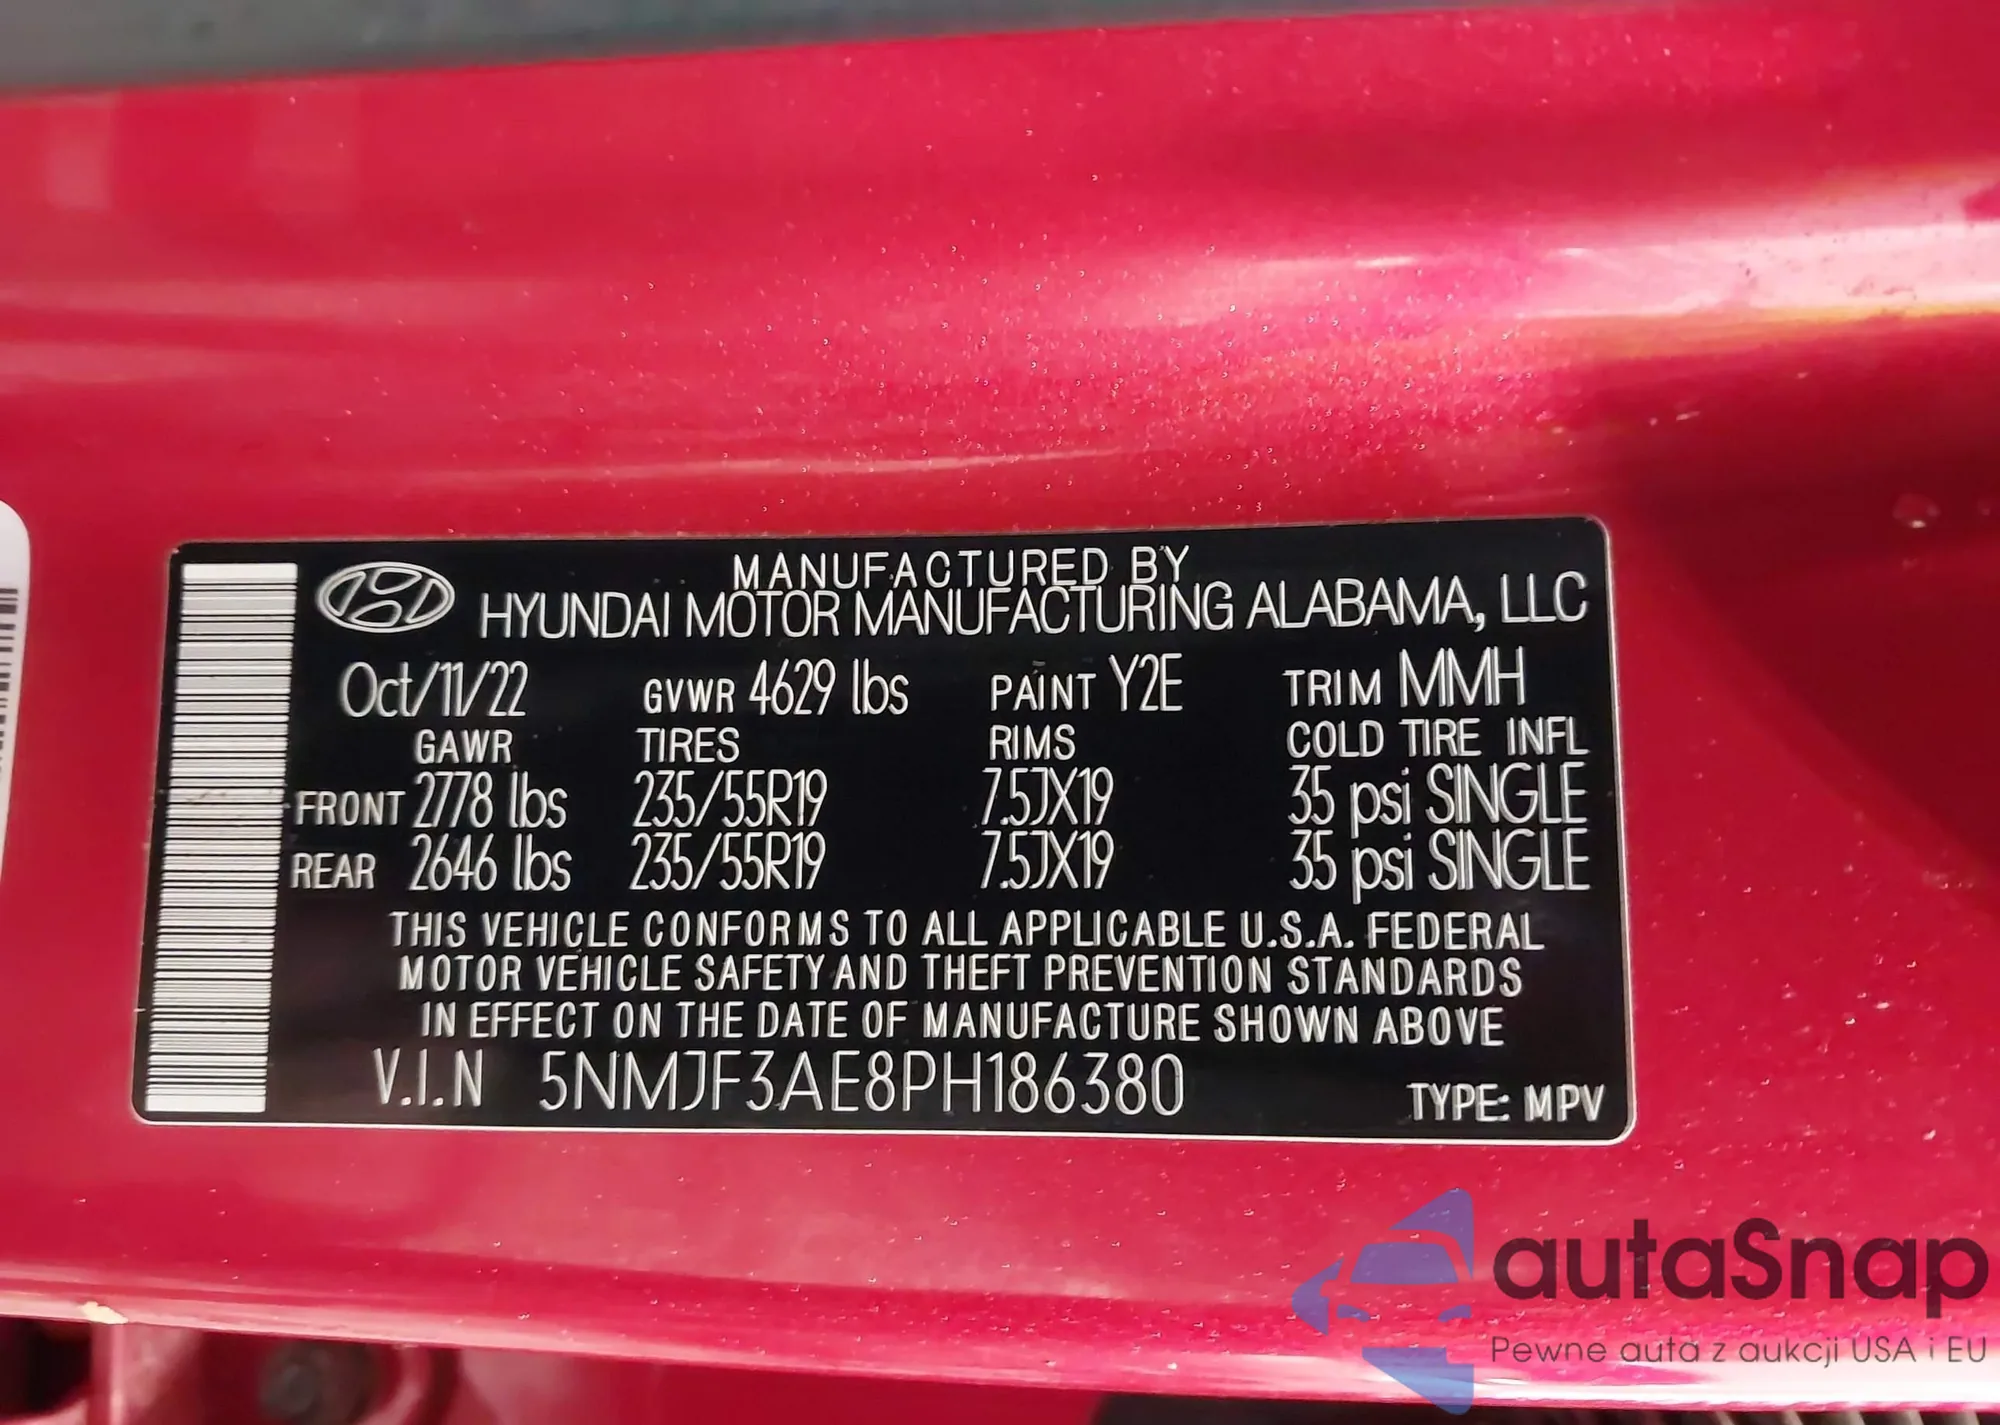 MANUFACTURED BY
HYUNDAI MOTOR MANUFACTURING ALABAMA, LLC
Oct/11/22 GVWR 4629 lbs PAINT Y2E TRIM MMH
GAWR TIRES RIMS COLD TIRE INFL
FRONT 2778 lbs 235/55R19 7.5JX19 35 psi SINGLE
REAR 2646 lbs 235/55R19 7.5JX19 35 psi SINGLE
THIS VEHICLE CONFORMS TO ALL APPLICABLE U.S.A. FEDERAL
MOTOR VEHICLE SAFETY AND THEFT PREVENTION STANDARDS
IN EFFECT ON THE DATE OF MANUFACTURE SHOWN ABOVE
V.I.N 5NMJF3AE8PH186380 TYPE: MPV
autaSnap
Pewne auta z aukcji USA i EU